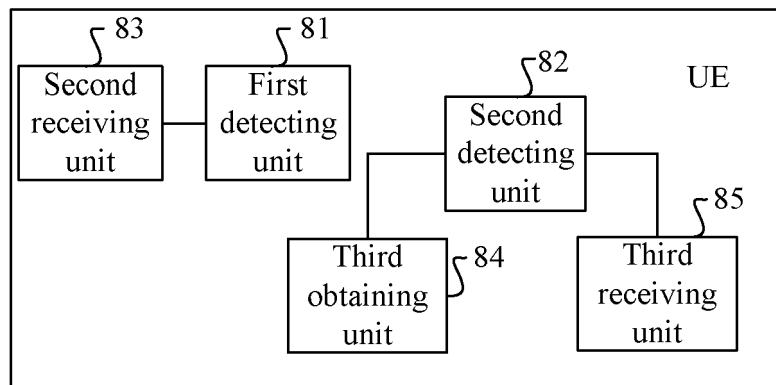 83
81
82
UE
Second
receiving
unit
First
detecting
unit
Second
detecting
unit
84
85
Third
obtaining
unit
Third
receiving
unit